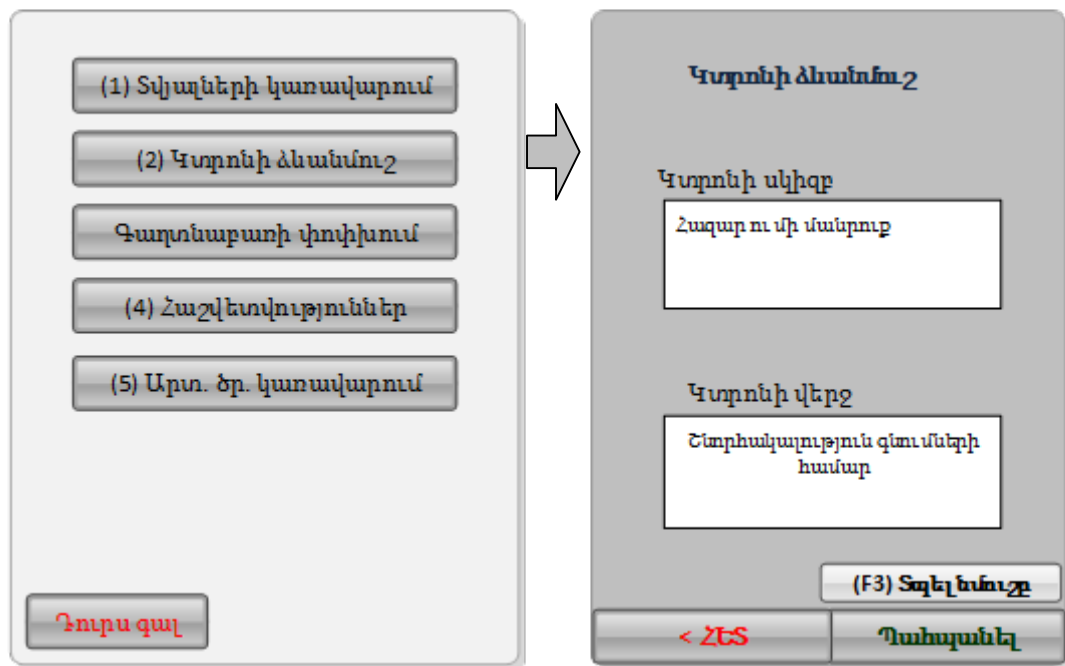 (1) Տվյալների կառավարում
(2) Կտրոնի ձևանմուշ
Գաղտնաբառի փոփխում
(4) Հաշվետվություններ
(5) Արտ. ծր. կառավարում
Դուրս գալ
Կտրոնի ձևանմուշ
Կտրոնի սկիզբ
Հազար ու մի մանրուք
Կտրոնի վերջ
Շնորհակալություն գնումների
համար
(F3) Տպել նմուշը
< ՀԵՏ
Պահպանել